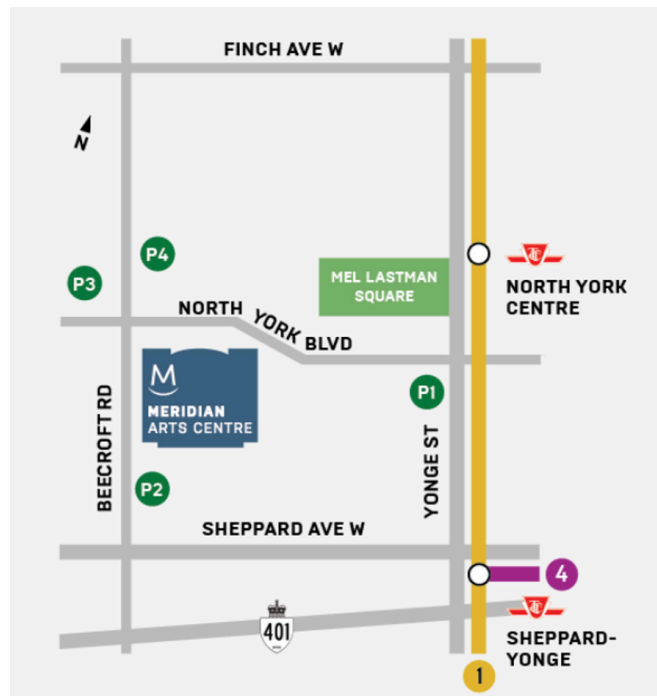 FINCH AVE W
N
P4
P3
MEL LASTMAN
SQUARE
NORTH YORK
CENTRE
NORTH YORK BLVD
M
MERIDIAN
ARTS CENTRE
P1
BEECROFT RD
YONGE ST
P2
SHEPPARD AVE W
4
401
SHEPPARD-
YONGE
1